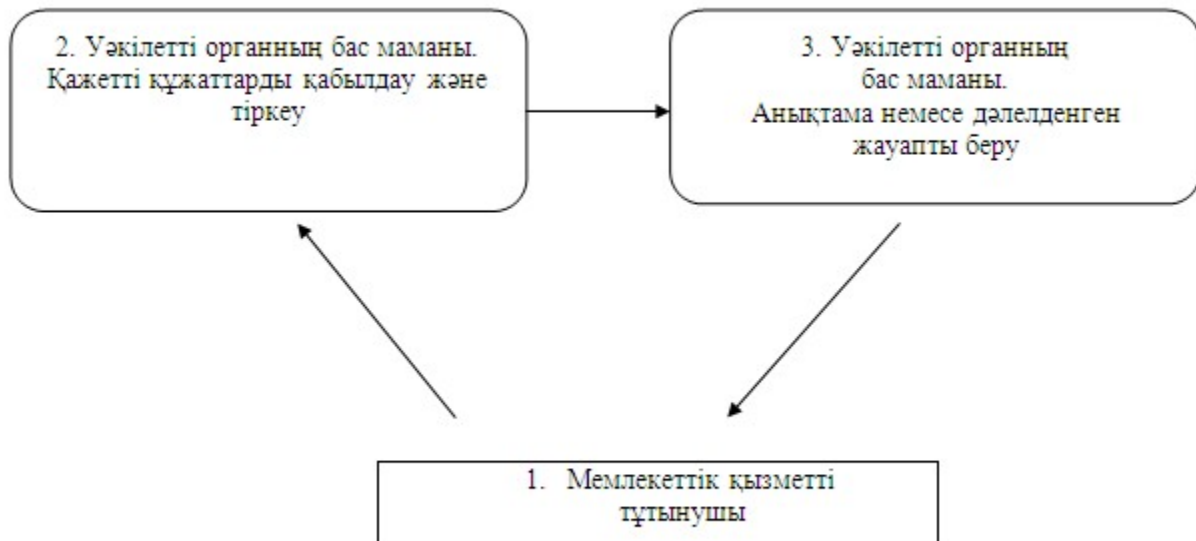 2. Уәкілетті органның бас маманы.
Қажетті құжаттарды қабылдау және
тіркеу
3. Уәкілетті органның
бас маманы.
Анықтама немесе дәлелденген
жауапты беру
1. Мемлекеттік қызметті
тұтынушы